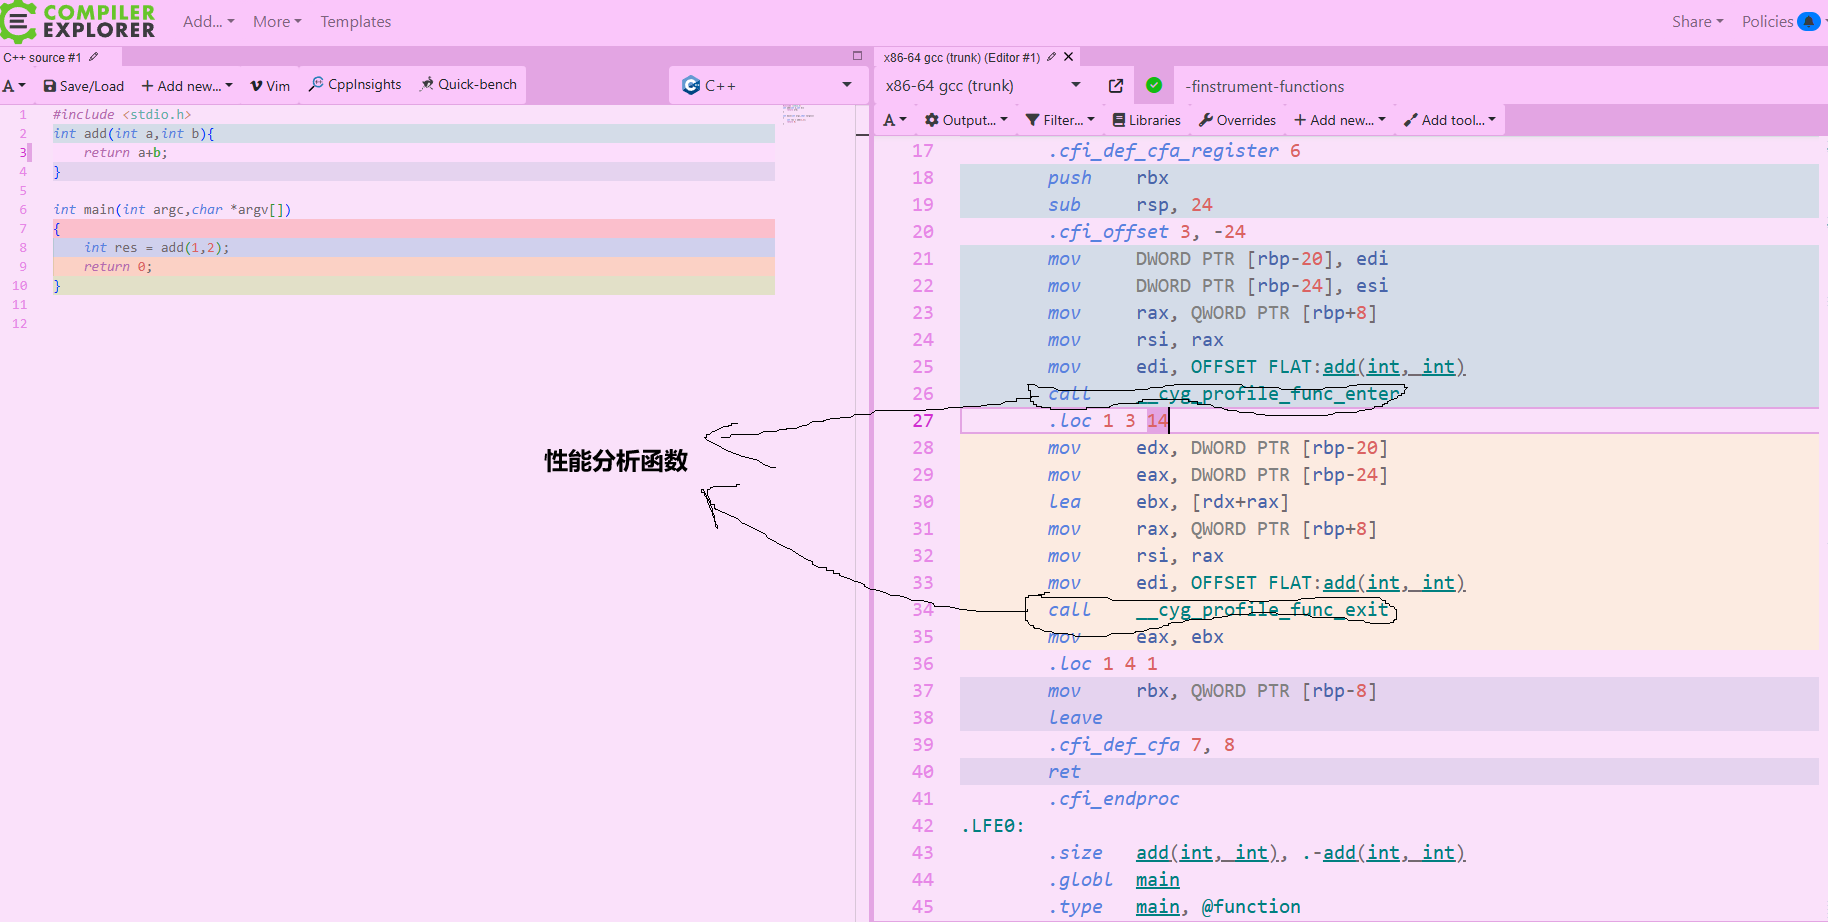 COMPILER
EXPLORER
Add...
More
Templates
Share
Policies
C++ source #1
A
Save/Load
Add new...
Vim
CppInsights
Quick-bench
C++
1 #include <stdio.h>
2 int add(int a,int b){
3 return a+b;
4 }
5
6 int main(int argc,char *argv[])
7 {
8 int res = add(1,2);
9 return 0;
10 }
11
12
性能分析函数
x86-64 gcc (trunk) (Editor #1)
x86-64 gcc (trunk)
-finstrument-functions
A
Output...
Filter...
Libraries
Overrides
Add new...
Add tool...
17 .cfi_def_cfa_register 6
18 push rbx
19 sub rsp, 24
20 .cfi_offset 3, -24
21 mov DWORD PTR [rbp-20], edi
22 mov DWORD PTR [rbp-24], esi
23 mov rax, QWORD PTR [rbp+8]
24 mov rsi, rax
25 mov edi, OFFSET FLAT:add(int, int)
26 call __cyg_profile_func_enter
27 .loc 1 3 14
28 mov edx, DWORD PTR [rbp-20]
29 mov eax, DWORD PTR [rbp-24]
30 lea ebx, [rdx+rax]
31 mov rax, QWORD PTR [rbp+8]
32 mov rsi, rax
33 mov edi, OFFSET FLAT:add(int, int)
34 call __cyg_profile_func_exit
35 mov eax, ebx
36 .loc 1 4 1
37 mov rbx, QWORD PTR [rbp-8]
38 leave
39 .cfi_def_cfa 7, 8
40 ret
41 .cfi_endproc
42 .LFE0:
43 .size add(int, int), .-add(int, int)
44 .globl main
45 .type main, @function